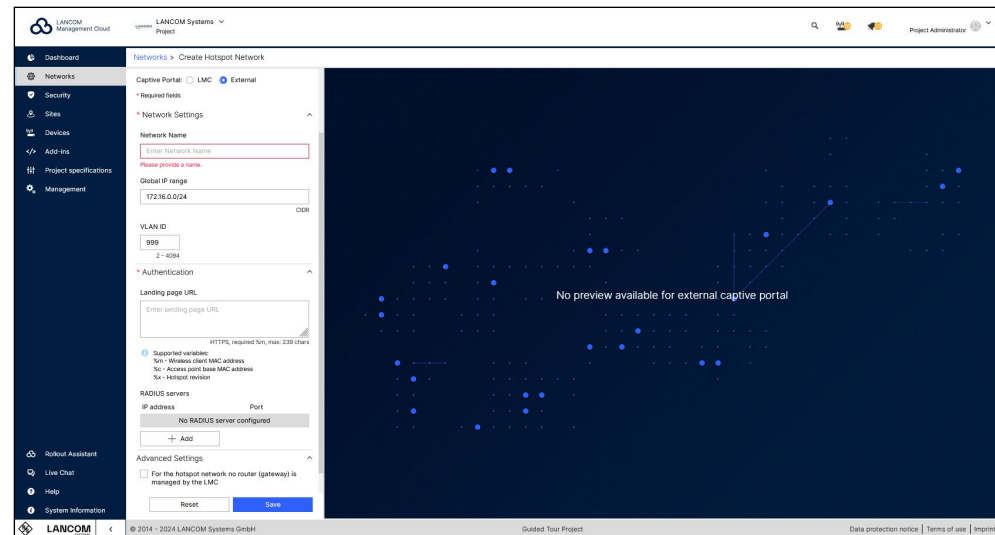 LANCOM
Management Cloud
LANCOM Systems
Project
Project Administrator
Dashboard
Networks
Security
Sites
Devices
Add-ins
Project specifications
Management
Rollout Assistant
Live Chat
Help
System Information
LANCOM
Networks > Create Hotspot Network
Captive Portal: LMC External
* Required fields
* Network Settings
Network Name
Enter Network Name
Please provide a name.
Global IP range
172.16.0.0/24
CIDR
VLAN ID
999
2 - 4094
* Authentication
Landing page URL
Enter landing page URL
HTTPS, required %m, max: 239 chars
Supported variables:
%m - Wireless client MAC address
%c - Access point base MAC address
%x - Hotspot revision
RADIUS servers
IP address Port
No RADIUS server configured
+ Add
Advanced Settings
For the hotspot network no router (gateway) is
managed by the LMC
Reset Save
No preview available for external captive portal
© 2014 - 2024 LANCOM Systems GmbH Guided Tour Project Data protection notice | Terms of use | Imprint